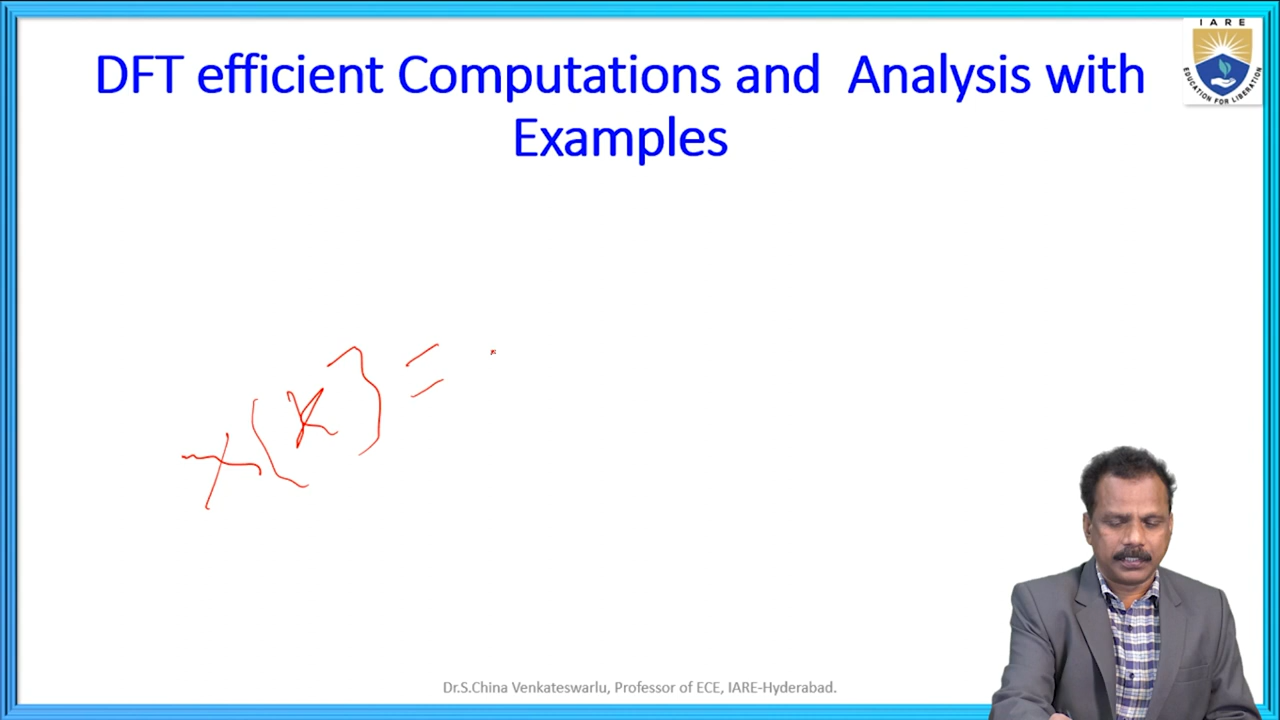 IARE
DFT efficient Computations and Analysis with
Examples
EDUCATION FOR LIBERATION
X(K) =
Dr.S.China Venkateswarlu, Professor of ECE, IARE-Hyderabad.